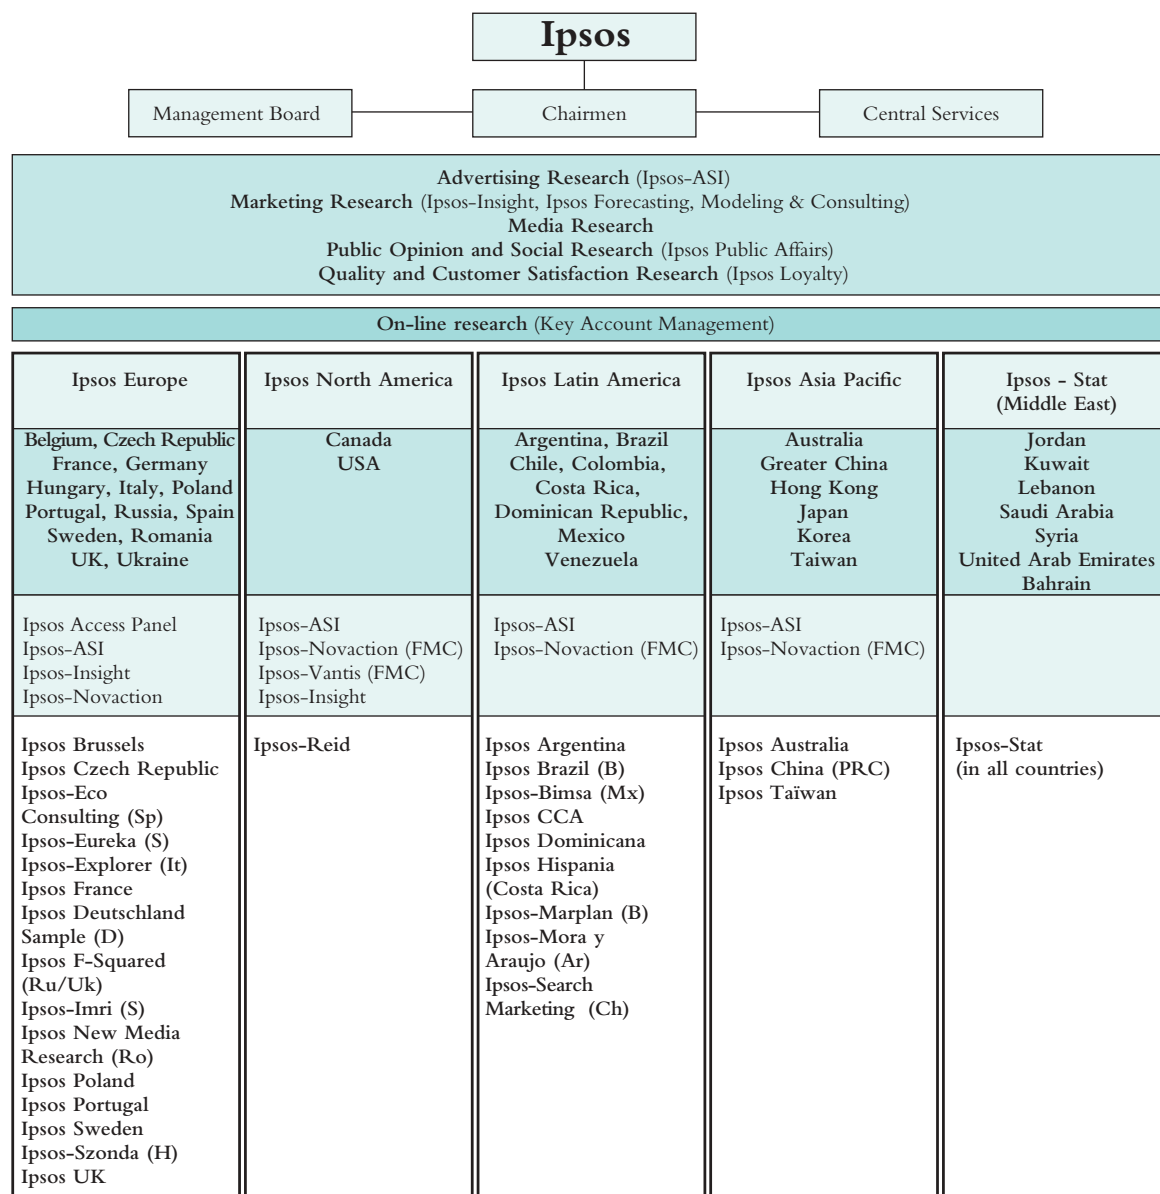 Ipsos
Management Board
Chairmen
Central Services
Advertising Research (Ipsos-ASI)
Marketing Research (Ipsos-Insight, Ipsos Forecasting, Modeling & Consulting)
Media Research
Public Opinion and Social Research (Ipsos Public Affairs)
Quality and Customer Satisfaction Research (Ipsos Loyalty)
On-line research (Key Account Management)
Ipsos Europe
Belgium, Czech Republic
France, Germany
Hungary, Italy, Poland
Portugal, Russia, Spain
Sweden, Romania
UK, Ukraine
Ipsos Access Panel
Ipsos-ASI
Ipsos-Insight
Ipsos-Novaction
Ipsos Brussels
Ipsos Czech Republic
Ipsos-Eco
Consulting (Sp)
Ipsos-Eureka (S)
Ipsos-Explorer (It)
Ipsos France
Ipsos Deutschland
Sample (D)
Ipsos F-Squared
(Ru/Uk)
Ipsos-Imri (S)
Ipsos New Media
Research (Ro)
Ipsos Poland
Ipsos Portugal
Ipsos Sweden
Ipsos-Szonda (H)
Ipsos UK
Ipsos North America
Canada
USA
Ipsos-ASI
Ipsos-Novaction (FMC)
Ipsos-Vantis (FMC)
Ipsos-Insight
Ipsos-Reid
Ipsos Latin America
Argentina, Brazil
Chile, Colombia,
Costa Rica,
Dominican Republic,
Mexico
Venezuela
Ipsos-ASI
Ipsos-Novaction (FMC)
Ipsos Argentina
Ipsos Brazil (B)
Ipsos-Bimsa (Mx)
Ipsos CCA
Ipsos Dominicana
Ipsos Hispania
(Costa Rica)
Ipsos-Marplan (B)
Ipsos-Mora y
Araujo (Ar)
Ipsos-Search
Marketing (Ch)
Ipsos Asia Pacific
Australia
Greater China
Hong Kong
Japan
Korea
Taiwan
Ipsos-ASI
Ipsos-Novaction (FMC)
Ipsos Australia
Ipsos China (PRC)
Ipsos Taïwan
Ipsos - Stat
(Middle East)
Jordan
Kuwait
Lebanon
Saudi Arabia
Syria
United Arab Emirates
Bahrain
Ipsos-Stat
(in all countries)